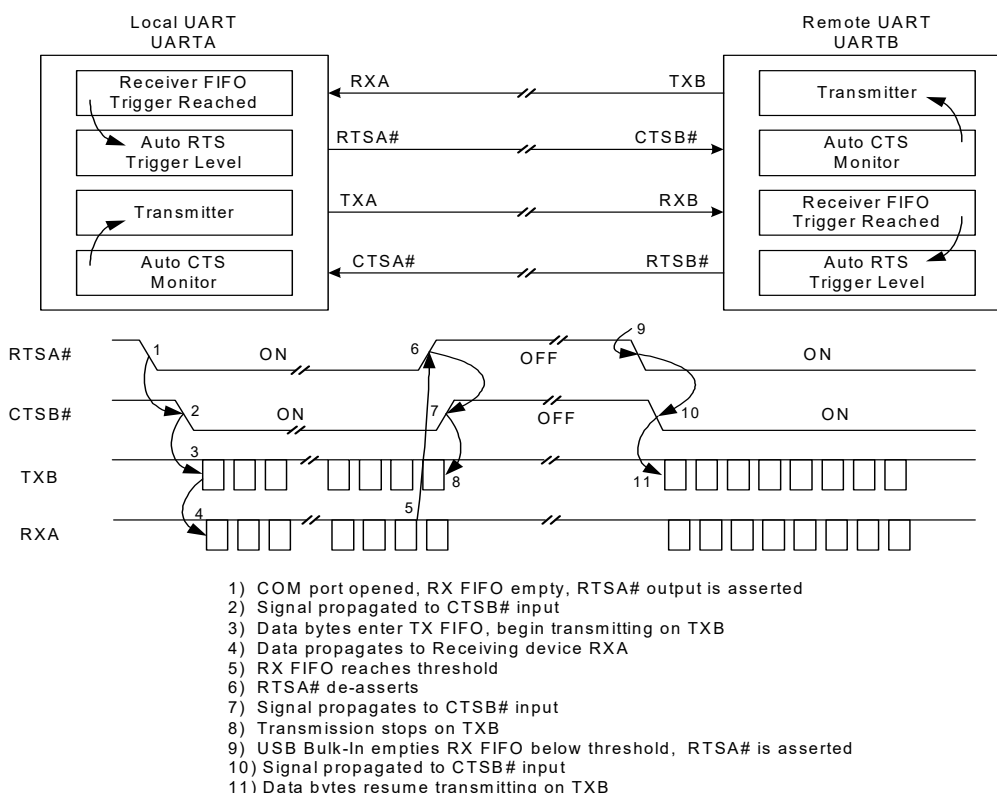 Local UART
UARTA
Remote UART
UARTB
Receiver FIFO
Trigger Reached
Auto RTS
Trigger Level
Transmitter
Auto CTS
Monitor
RXA
TXB
RTSA#
CTSB#
TXA
RXB
CTSA#
RTSB#
Transmitter
Auto CTS
Monitor
Receiver FIFO
Trigger Reached
Auto RTS
Trigger Level
RTSA#
1
ON
6
OFF
9
ON
CTSB#
2
ON
7
OFF
10
ON
TXB
3
8
11
RXA
4
5
1) COM port opened, RX FIFO empty, RTSA# output is asserted
2) Signal propagated to CTSB# input
3) Data bytes enter TX FIFO, begin transmitting on TXB
4) Data propagates to Receiving device RXA
5) RX FIFO reaches threshold
6) RTSA# de-asserts
7) Signal propagates to CTSB# input
8) Transmission stops on TXB
9) USB Bulk-In empties RX FIFO below threshold, RTSA# is asserted
10) Signal propagated to CTSB# input
11) Data bytes resume transmitting on TXB